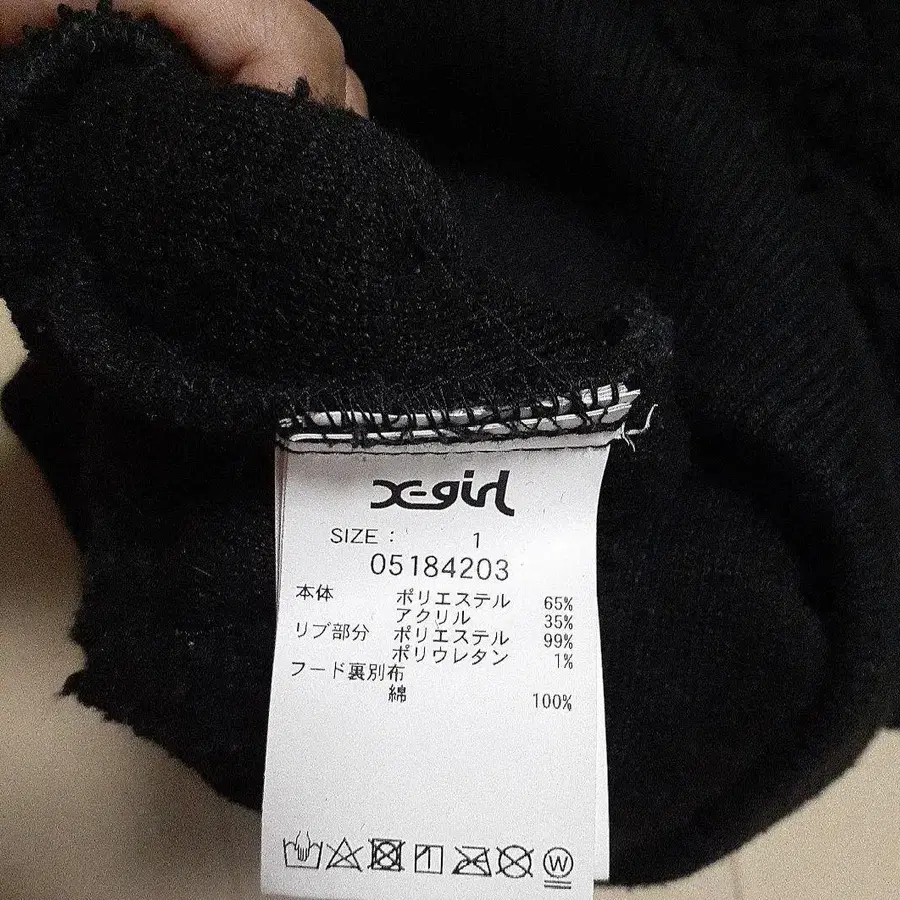 X-girl
SIZE : 1
05184203
本体 ポリエステル 65%
アクリル 35%
リブ部分 ポリエステル 99%
ポリウレタン 1%
フード裏別布
綿 100%
W